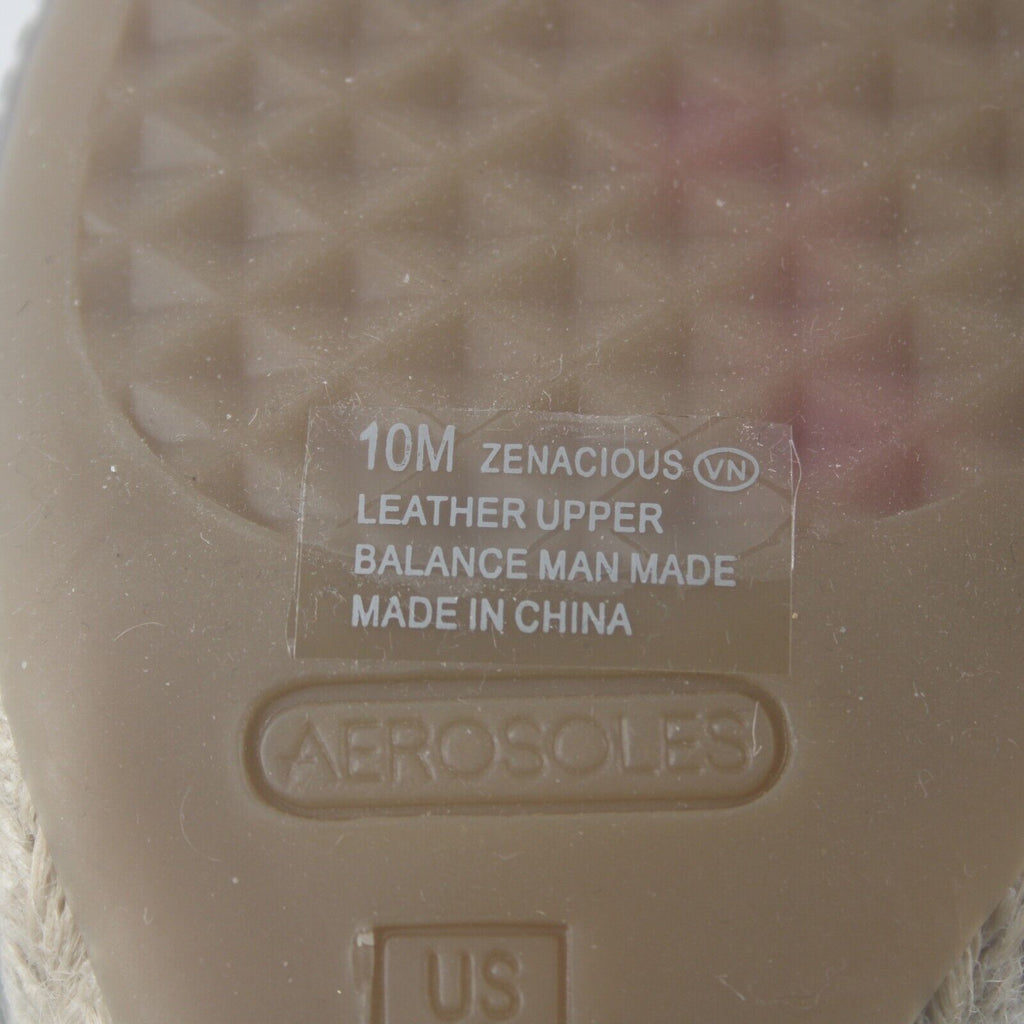 10M ZENACIOUS VN
LEATHER UPPER
BALANCE MAN MADE
MADE IN CHINA
AEROSOLES
US